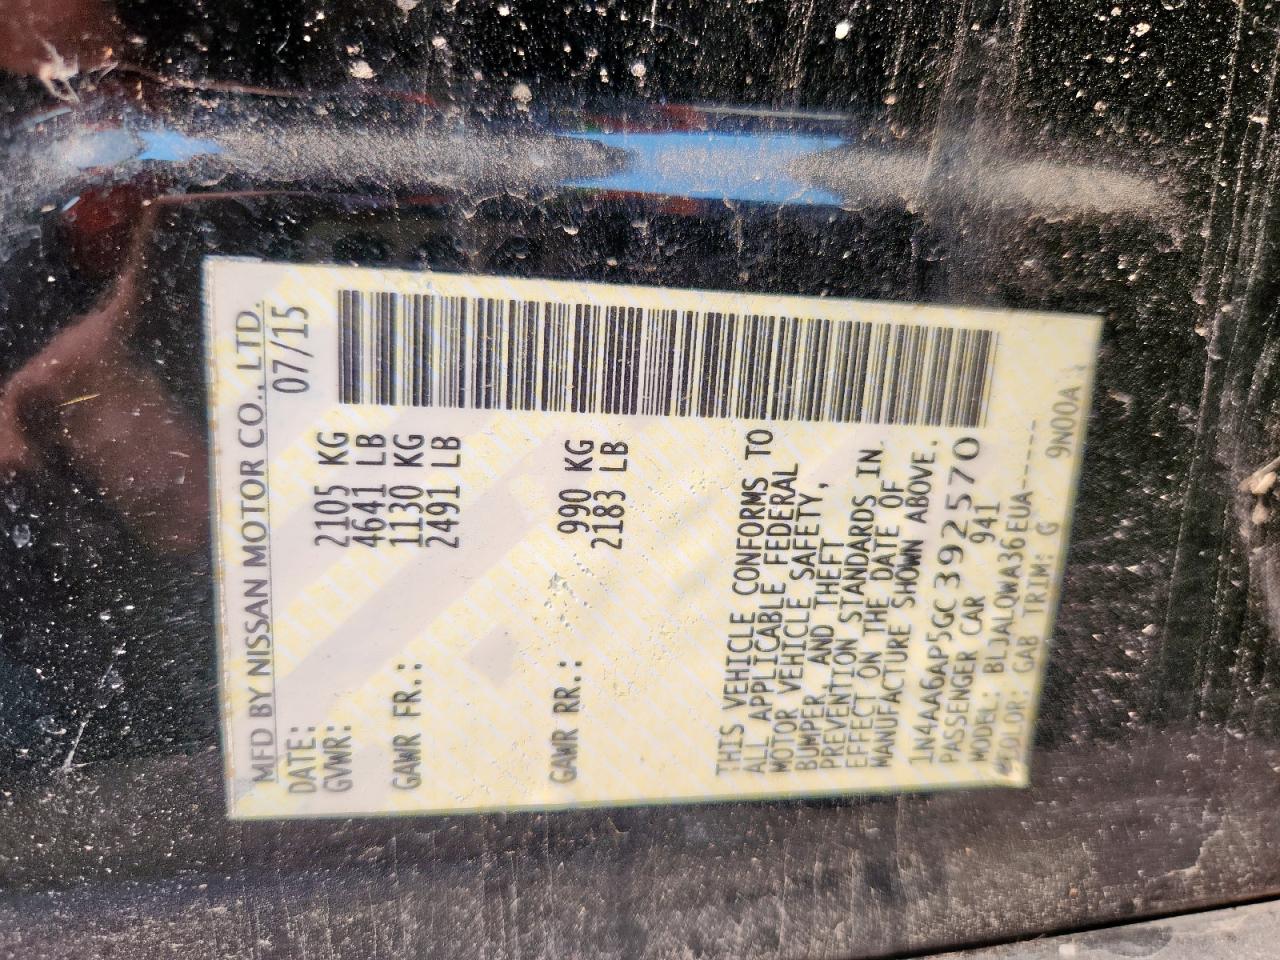 MFD BY NISSAN MOTOR CO., LTD.
DATE: 07/15
GVWR: 2105 KG
4641 LB
GAWR FR.: 1130 KG
2491 LB
GAWR RR.: 990 KG
2183 LB
THIS VEHICLE CONFORMS TO
ALL APPLICABLE FEDERAL
MOTOR VEHICLE SAFETY,
BUMPER, AND THEFT
PREVENTION STANDARDS IN
EFFECT ON THE DATE OF
MANUFACTURE SHOWN ABOVE.
1N4AA6AP5GC392570
PASSENGER CAR 941
MODEL: BLJALQWA36EUA-----
COLOR: GAB TRIM: G 9N00A